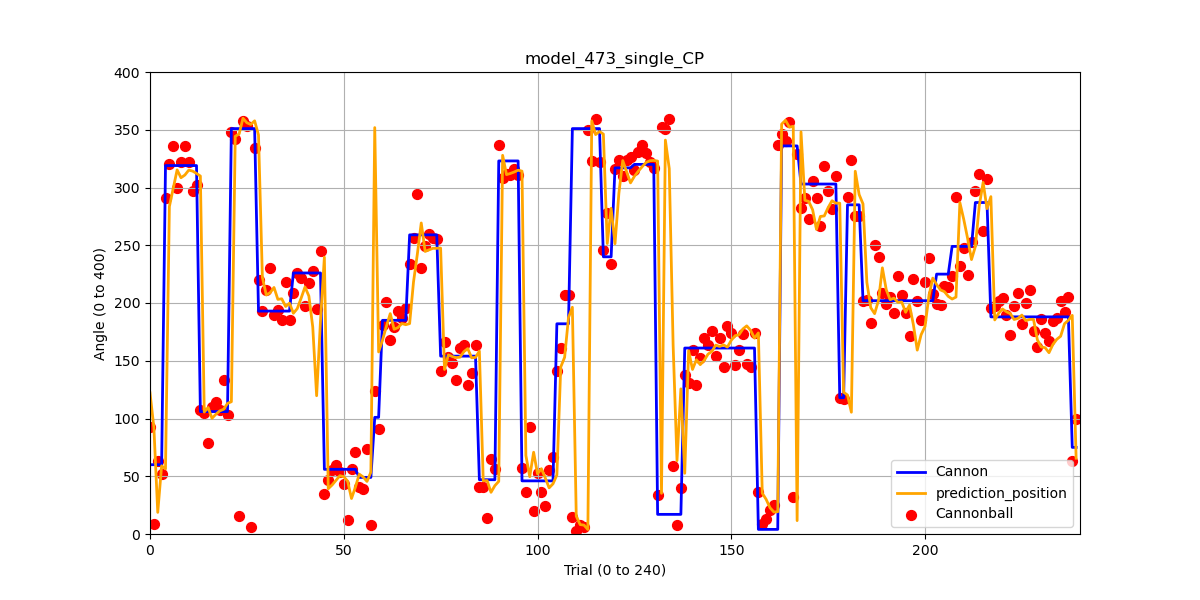 model_473_single_CP
400
350
300
250
200
150
100
50
0
Angle (0 to 400)
0
50
100
150
200
Trial (0 to 240)
Cannon
prediction_position
Cannonball